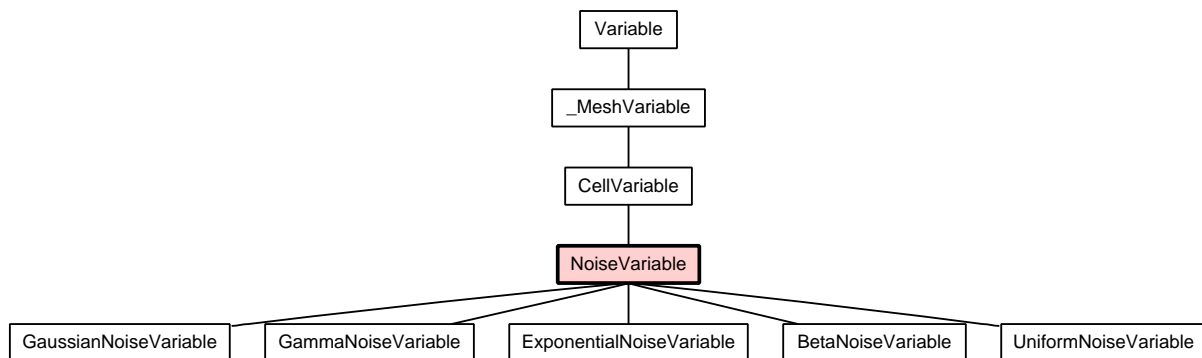 Variable
_MeshVariable
CellVariable
NoiseVariable
GaussianNoiseVariable
GammaNoiseVariable
ExponentialNoiseVariable
BetaNoiseVariable
UniformNoiseVariable